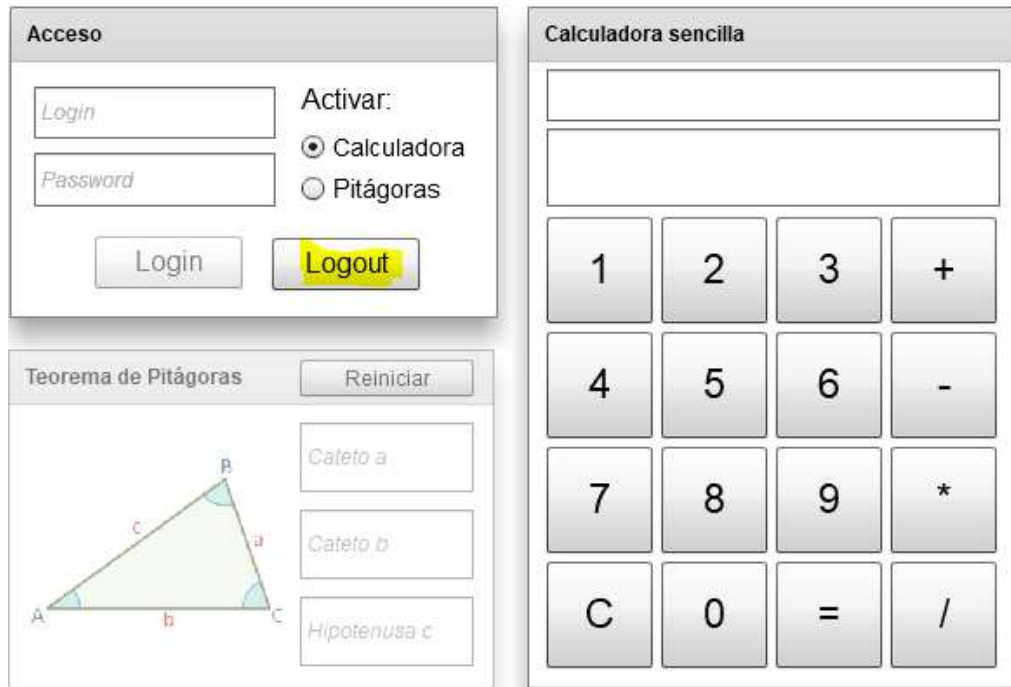 Acceso
Login
Password
Activar:
Calculadora
Pitágoras
Login
Logout
Teorema de Pitágoras
Reiniciar
B
c
a
A
b
C
Cateto a
Cateto b
Hipotenusa c
Calculadora sencilla
1 2 3 +
4 5 6 -
7 8 9 *
C 0 = /